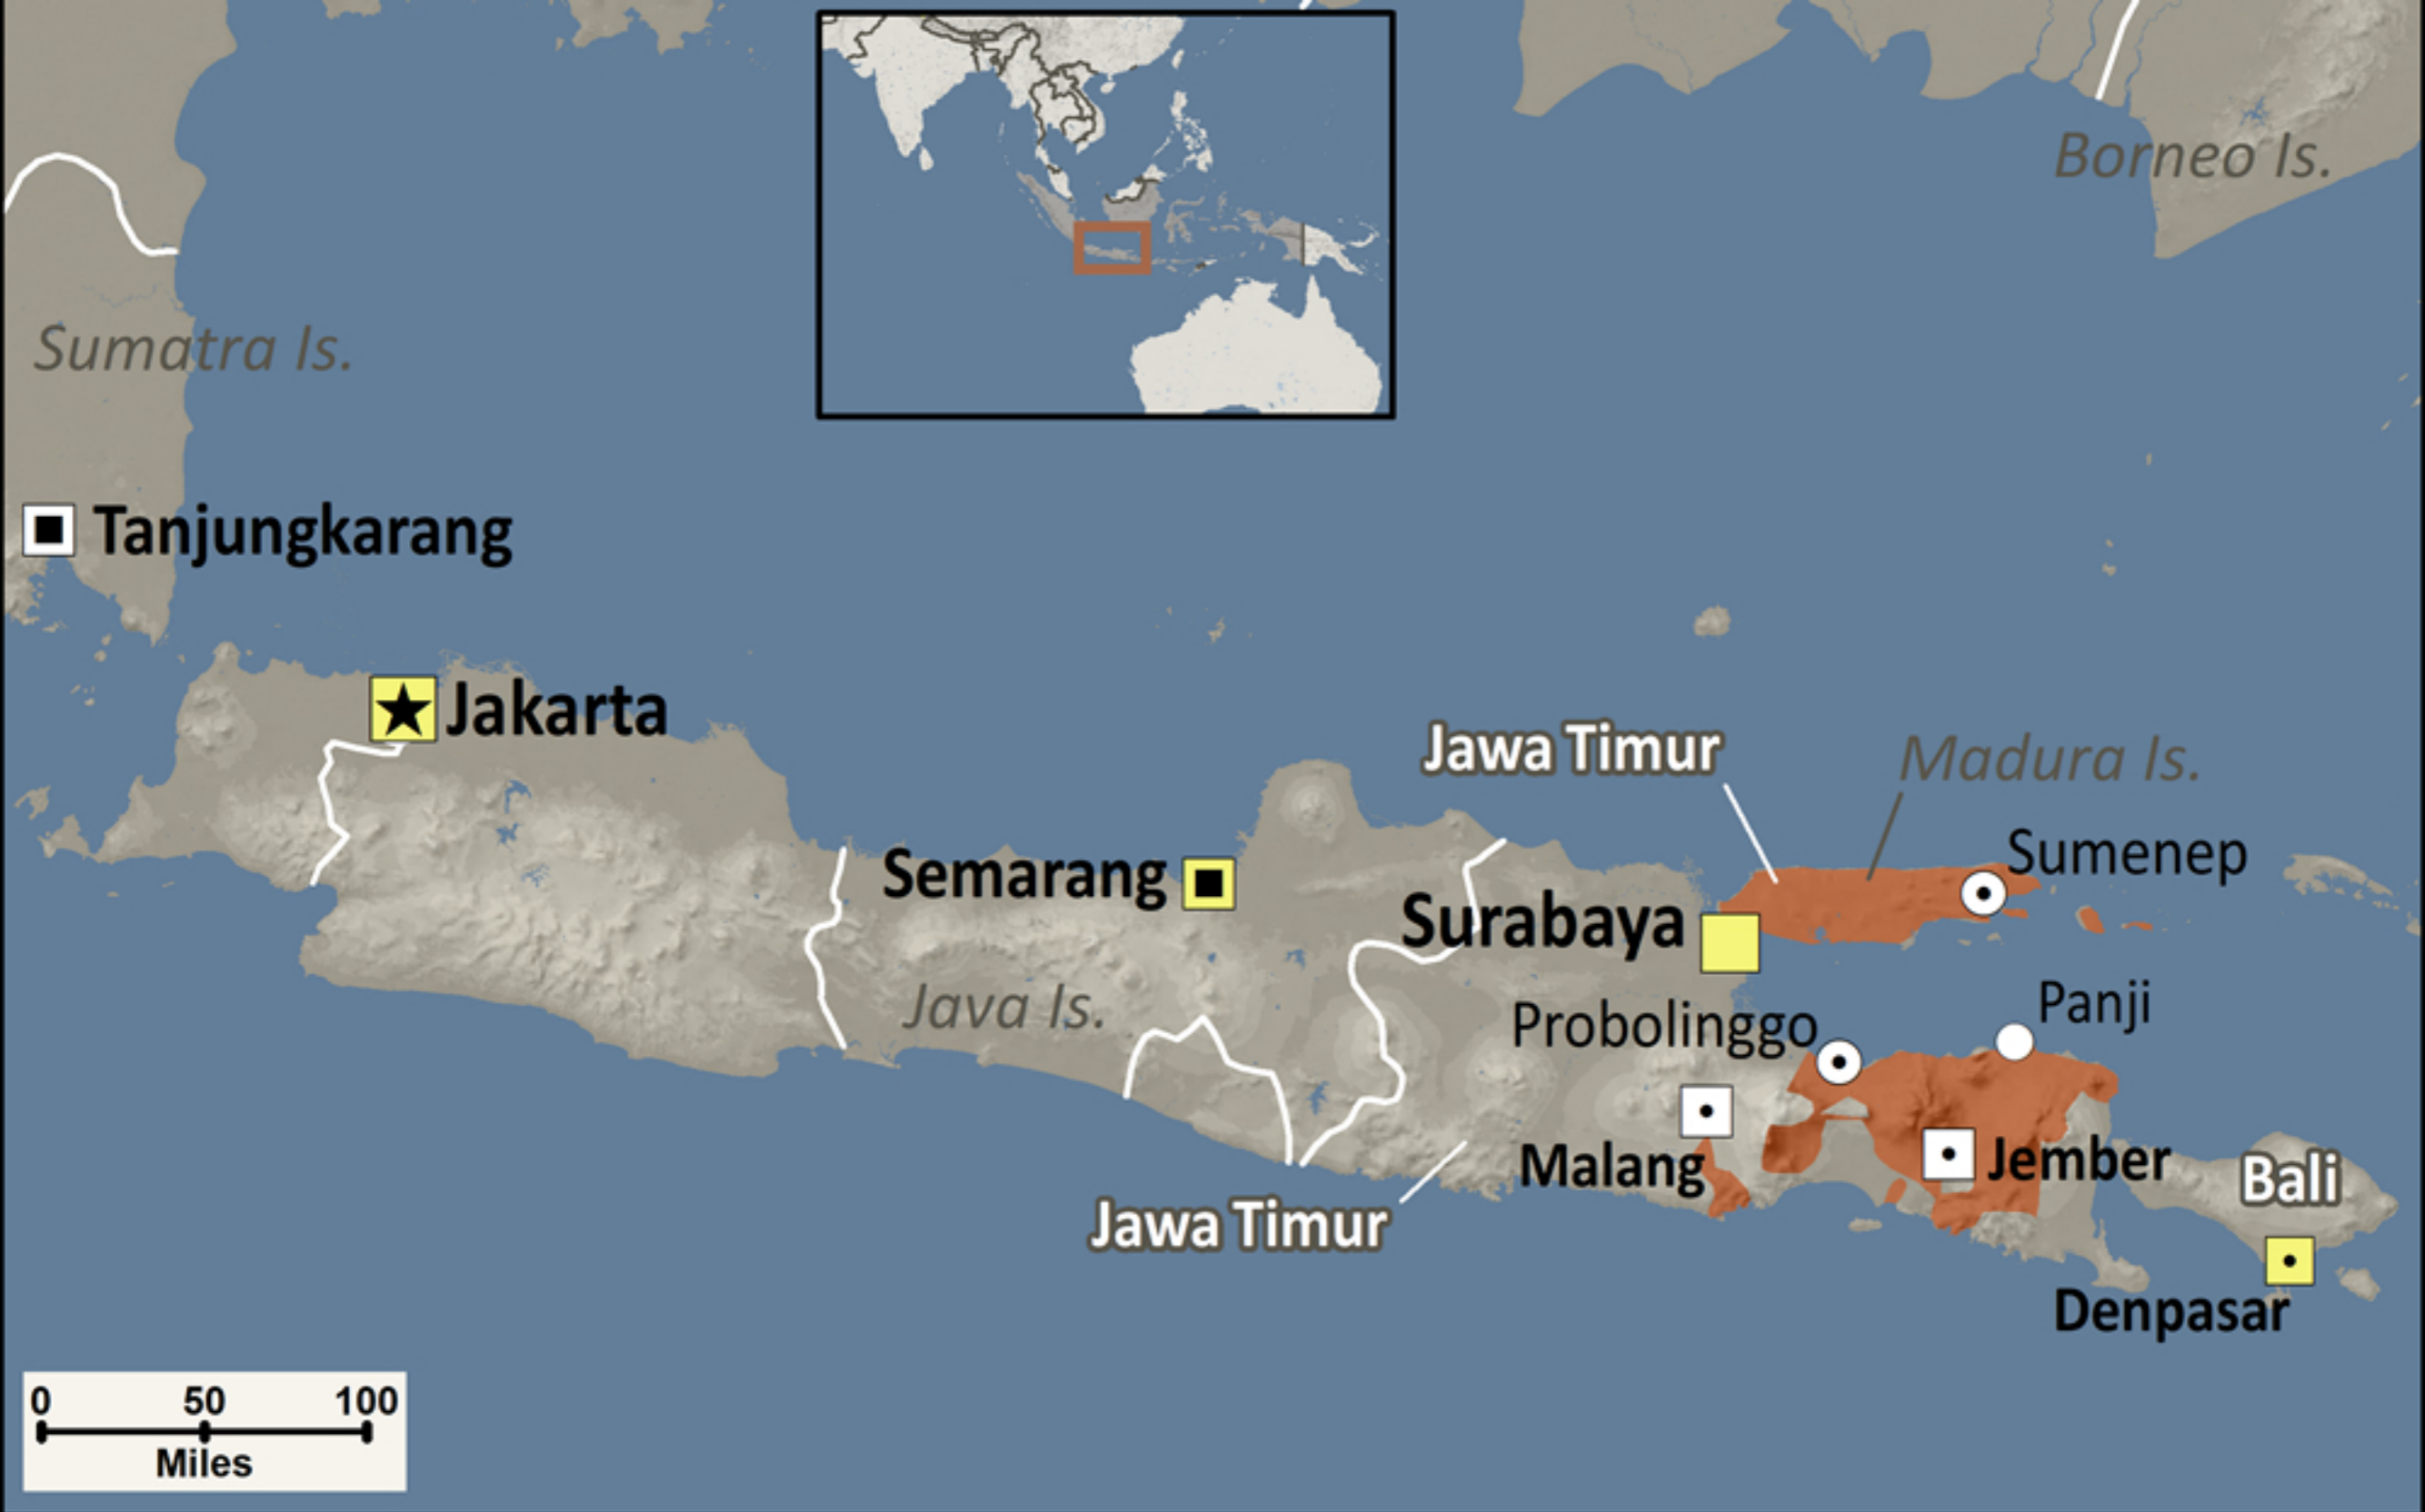 Borneo Is.
Sumatra Is.
Tanjungkarang
Jakarta
Jawa Timur
Madura Is.
Sumenep
Semarang
Surabaya
Java Is.
Probolinggo
Panji
Malang
Jember
Bali
Jawa Timur
Denpasar
0 50 100
Miles